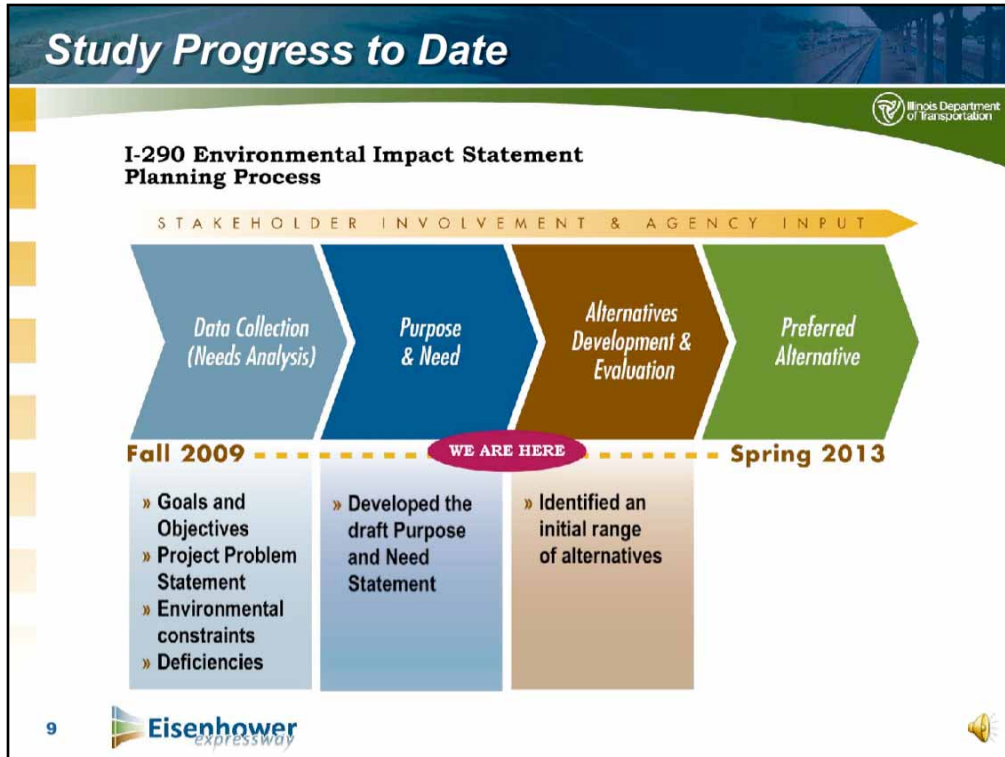 Study Progress to Date
Illinois Department
of Transportation
I-290 Environmental Impact Statement
Planning Process
STAKEHOLDER INVOLVEMENT & AGENCY INPUT
Data Collection
(Needs Analysis)
Purpose
& Need
Alternatives
Development &
Evaluation
Preferred
Alternative
Fall 2009
WE ARE HERE
Spring 2013
» Goals and
Objectives
» Project Problem
Statement
» Environmental
constraints
» Deficiencies
» Developed the
draft Purpose
and Need
Statement
» Identified an
initial range
of alternatives
9
Eisenhower
expressway